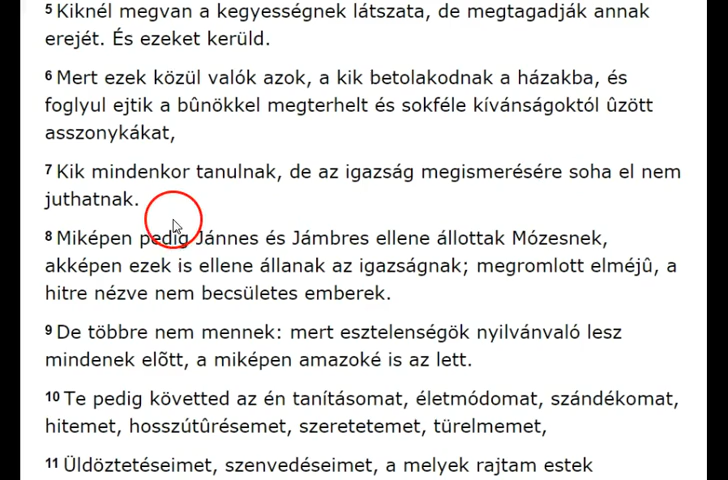 5 Kiknél megvan a kegyességnek látszata, de megtagadják annak
erejét. És ezeket kerüld.
6 Mert ezek közül valók azok, a kik betolakodnak a házakba, és
foglyul ejtik a bûnökkel megterhelt és sokféle kívánságoktól ûzött
asszonykákat,
7 Kik mindenkor tanulnak, de az igazság megismerésére soha el nem
juthatnak.
8 Miképen pedig Jánnes és Jámbres ellene állottak Mózesnek,
akképen ezek is ellene állanak az igazságnak; megromlott elméjû, a
hitre nézve nem becsületes emberek.
9 De többre nem mennek: mert esztelenségök nyilvánvaló lesz
mindenek elõtt, a miképen amazoké is az lett.
10 Te pedig követted az én tanításomat, életmódomat, szándékomat,
hitemet, hosszútûrésemet, szeretetemet, türelmemet,
11 Üldöztetéseimet, szenvedéseimet, a melyek rajtam estek